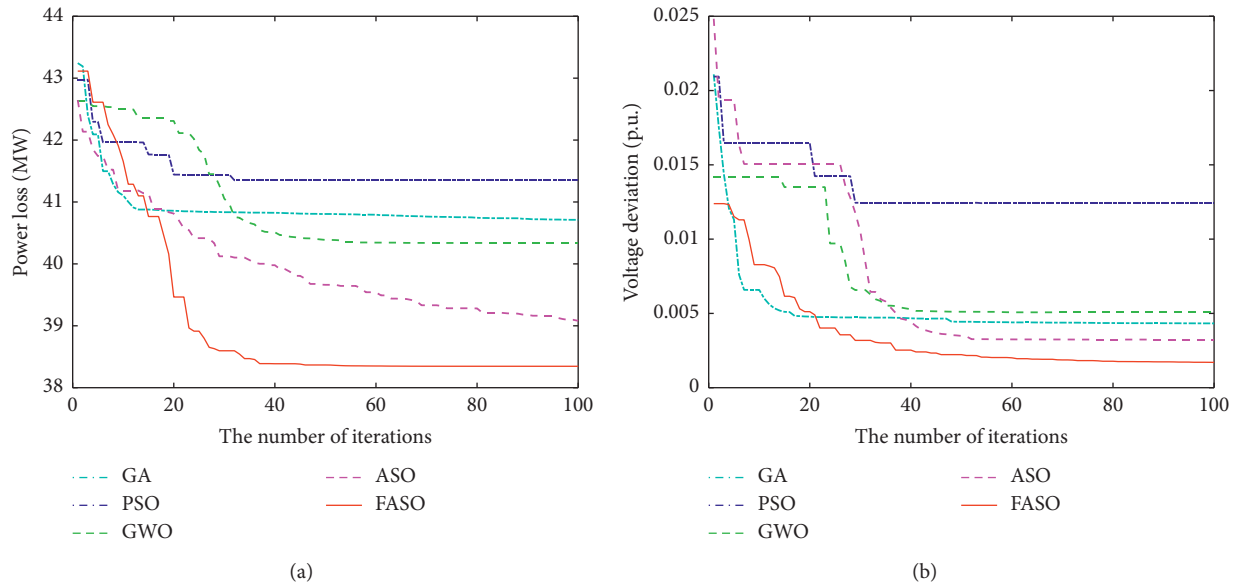 44
43
42
41
40
39
38
Power loss (MW)
0
20
40
60
80
100
The number of iterations
GA
PSO
GWO
ASO
FASO
(a)
0.025
0.02
0.015
0.01
0.005
0
Voltage deviation (p.u.)
0
20
40
60
80
100
The number of iterations
GA
PSO
GWO
ASO
FASO
(b)